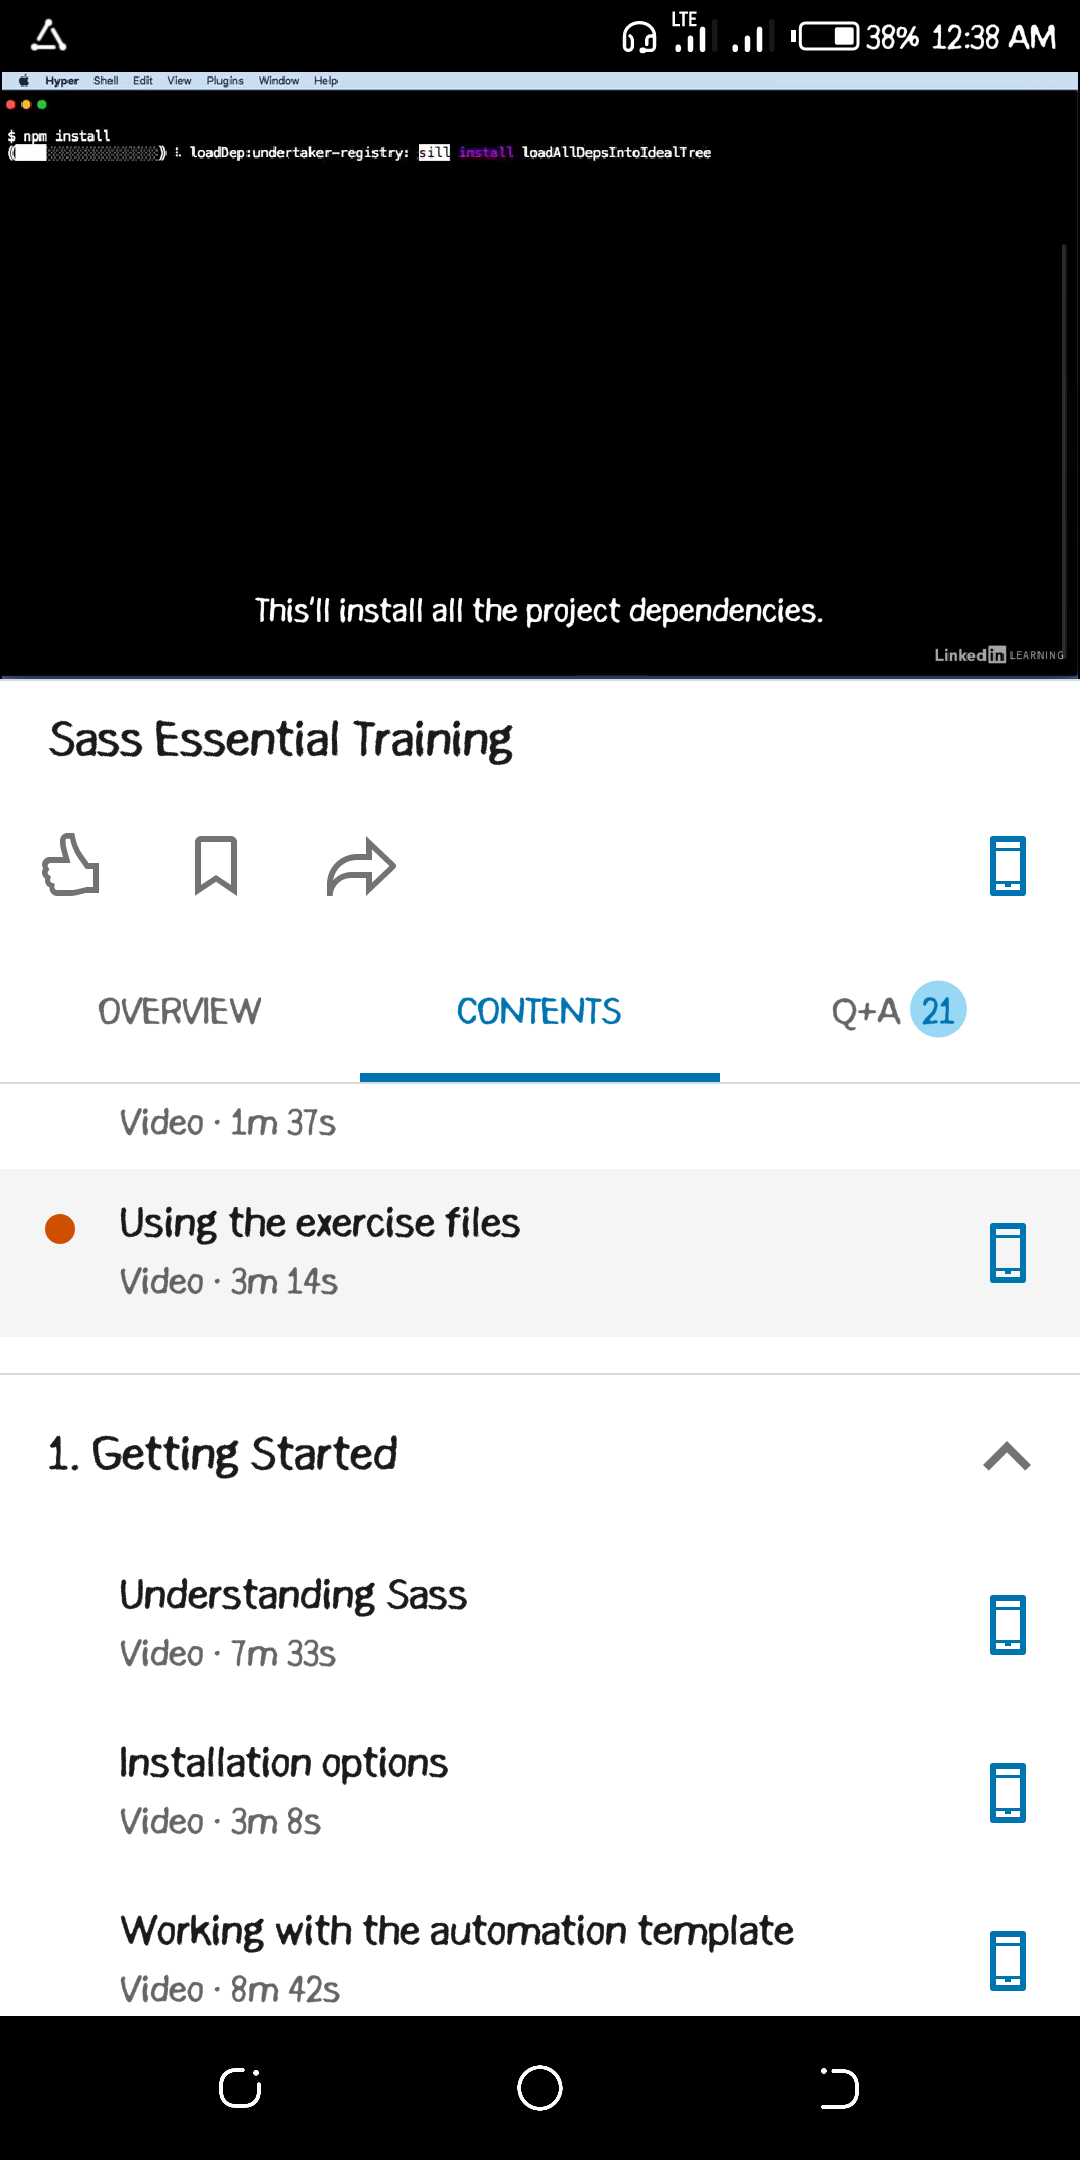 LTE
38% 12:38 AM
Hyper Shell Edit View Plugins Window Help
$ npm install
loadDep:undertaker-registry: sill install loadAllDepsIntoIdealTree
This'll install all the project dependencies.
Linked in LEARNING
Sass Essential Training
OVERVIEW CONTENTS Q+A 21
Video · 1m 37s
Using the exercise files
Video · 3m 14s
1. Getting Started
Understanding Sass
Video · 7m 33s
Installation options
Video · 3m 8s
Working with the automation template
Video · 8m 42s